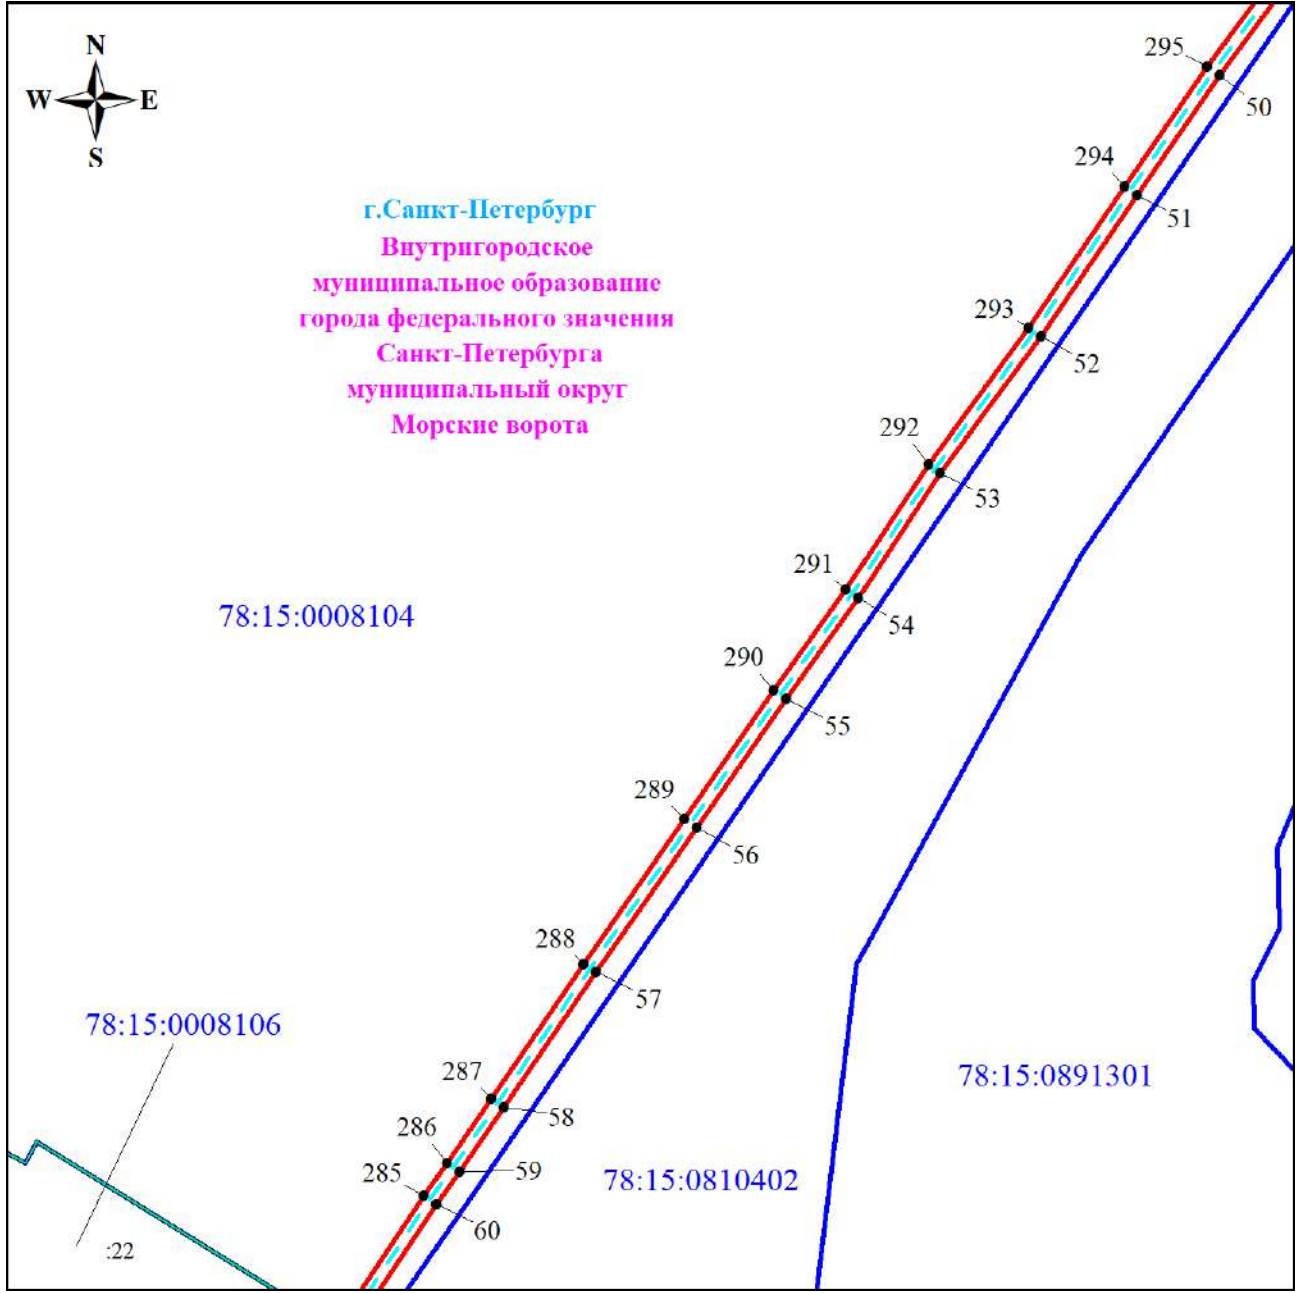 N
W E
S
295
50
294
51
г.Санкт-Петербург
Внутригородское
муниципальное образование
города федерального значения
Санкт-Петербурга
муниципальный округ
Морские ворота
293
52
292
53
291
54
78:15:0008104
290
55
289
56
288
57
78:15:0008106
287
58
78:15:0891301
286
59
285
60
78:15:0810402
:22